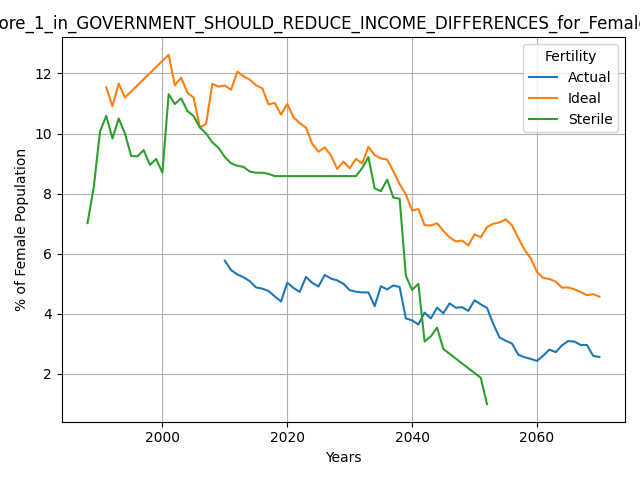 ore_1_in_GOVERNMENT_SHOULD_REDUCE_INCOME_DIFFERENCES_for_Female
Fertility
Actual
Ideal
Sterile
12
10
8
6
4
2
% of Female Population
2000 2020 2040 2060
Years